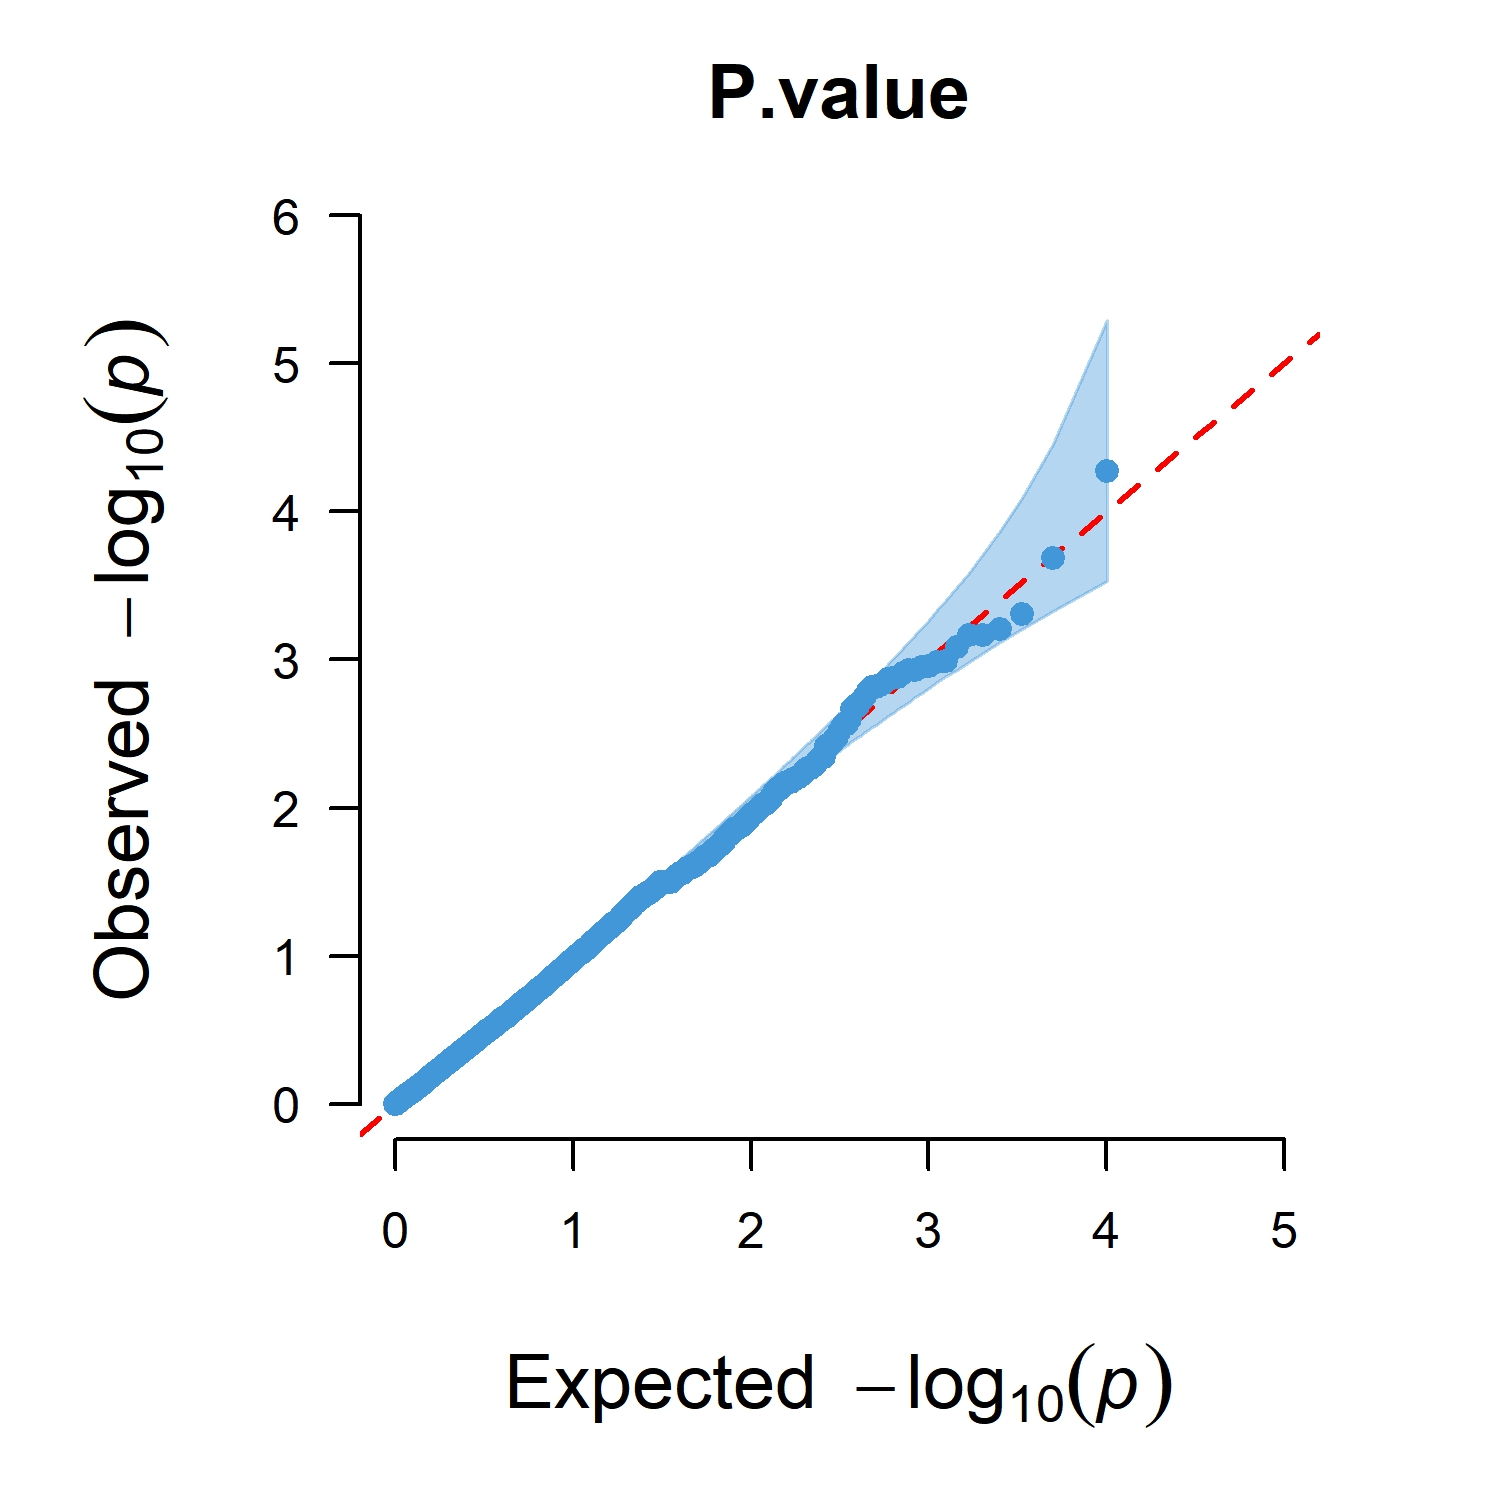 P.value
6
5
4
3
2
1
0
Observed −log₁₀(p)
0 1 2 3 4 5
Expected −log₁₀(p)